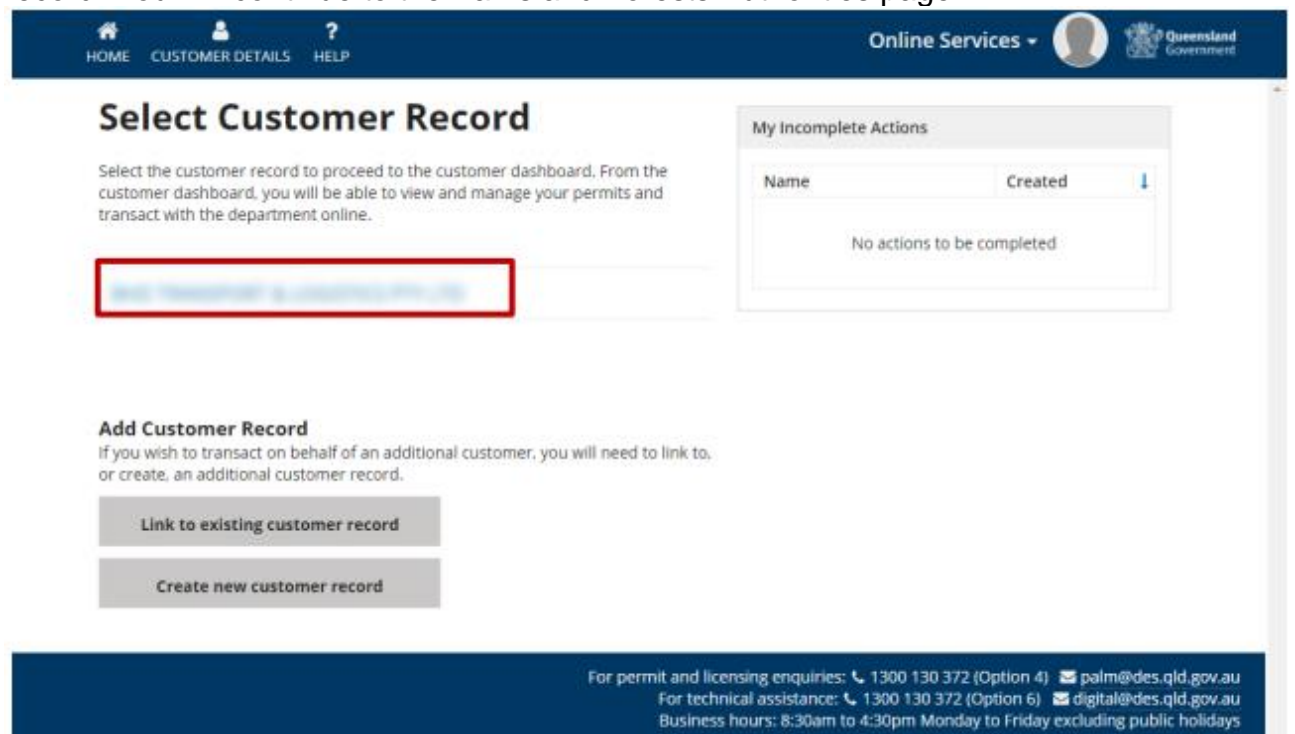 HOME CUSTOMER DETAILS ? HELP
Online Services
Queensland
Government
Select Customer Record
Select the customer record to proceed to the customer dashboard. From the
customer dashboard, you will be able to view and manage your permits and
transact with the department online.
My Incomplete Actions
Name Created
No actions to be completed
Add Customer Record
If you wish to transact on behalf of an additional customer, you will need to link to,
or create, an additional customer record.
Link to existing customer record
Create new customer record
For permit and licensing enquiries: 1300 130 372 (Option 4) palm@des.qld.gov.au
For technical assistance: 1300 130 372 (Option 6) digital@des.qld.gov.au
Business hours: 8:30am to 4:30pm Monday to Friday excluding public holidays